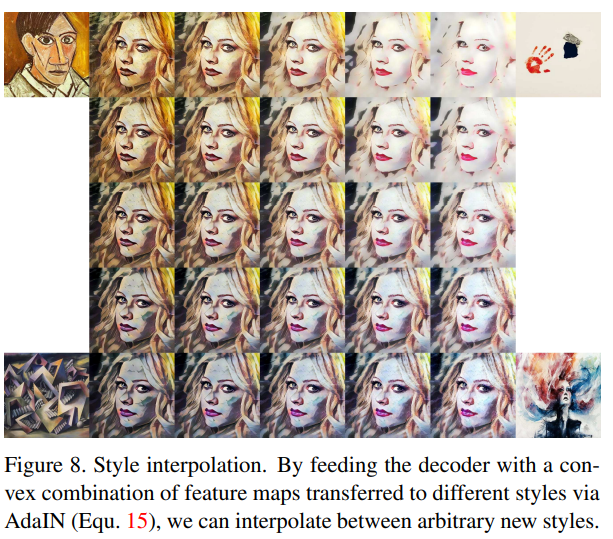 Figure 8. Style interpolation. By feeding the decoder with a con-
vex combination of feature maps transferred to different styles via
AdaIN (Equ. 15), we can interpolate between arbitrary new styles.